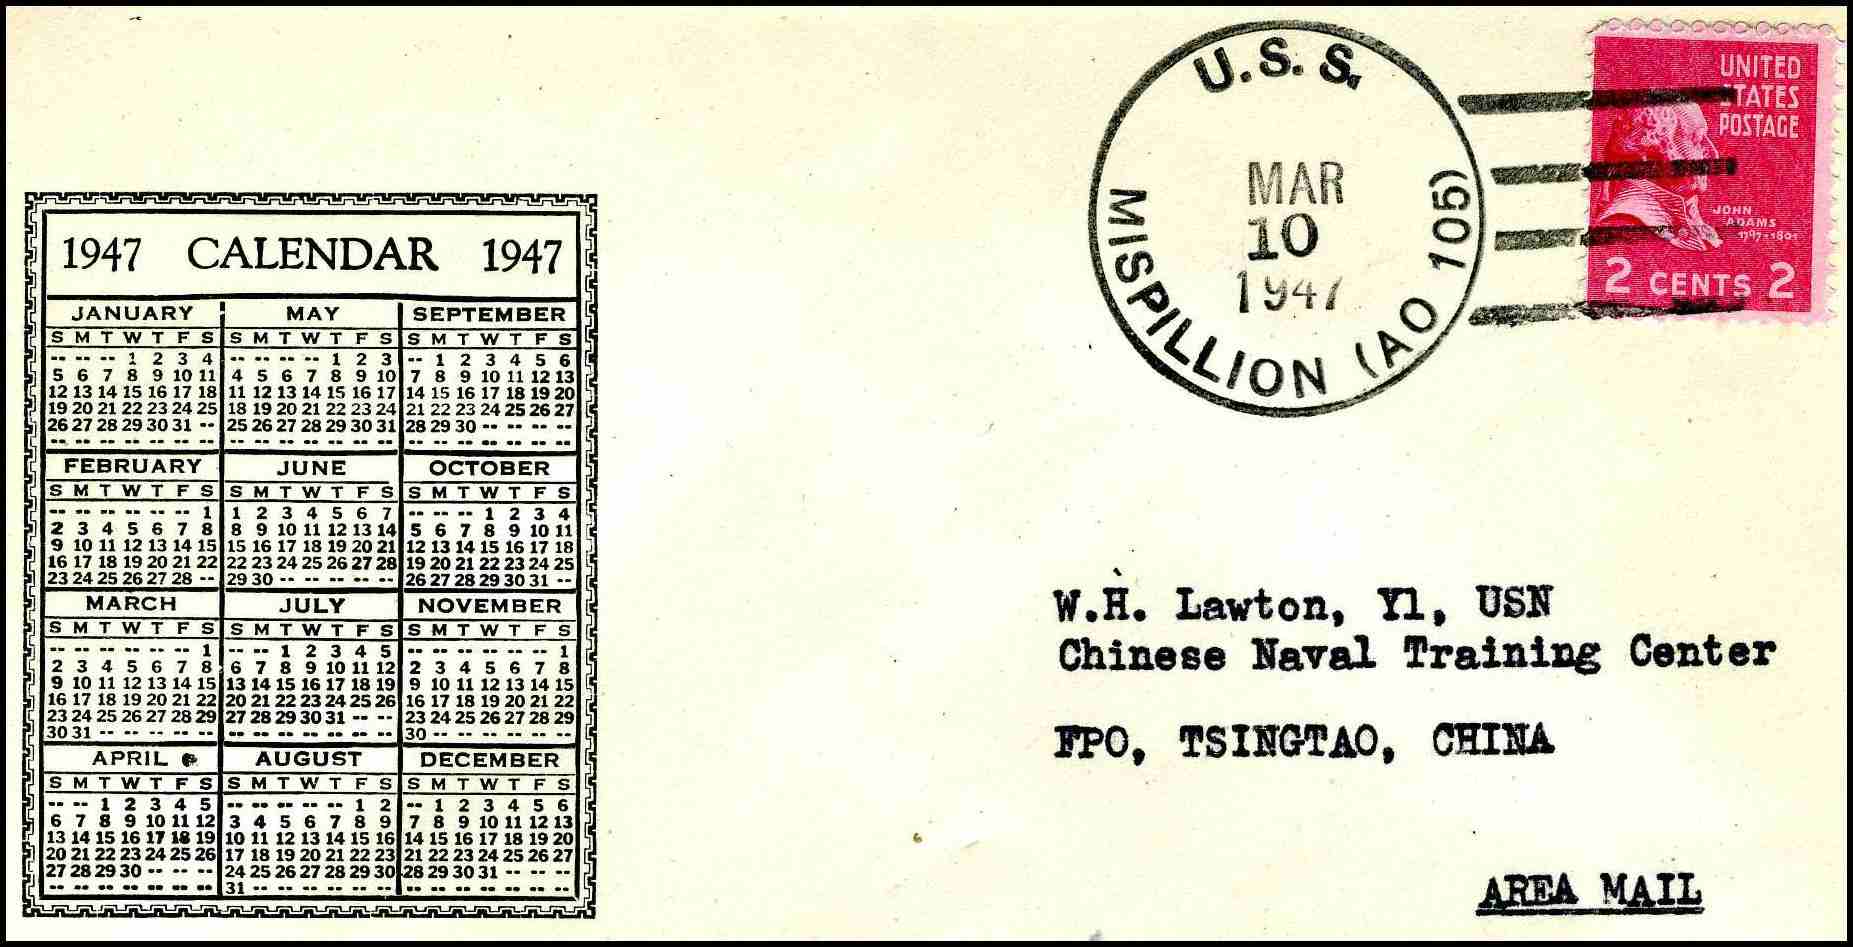 U.S.S.
MISPILLION (AO 105)
MAR
10
1947
UNITED
STATES
POSTAGE
JOHN
ADAMS
1797-1801
2 CENTS 2
1947 CALENDAR 1947
JANUARY MAY SEPTEMBER
S M T W T F S S M T W T F S S M T W T F S
-- -- -- 1 2 3 4 -- -- -- -- 1 2 3 -- 1 2 3 4 5 6
5 6 7 8 9 10 11 4 5 6 7 8 9 10 7 8 9 10 11 12 13
12 13 14 15 16 17 18 11 12 13 14 15 16 17 14 15 16 17 18 19 20
19 20 21 22 23 24 25 18 19 20 21 22 23 24 21 22 23 24 25 26 27
26 27 28 29 30 31 -- 25 26 27 28 29 30 31 28 29 30 -- -- -- --
-- -- -- -- -- -- -- -- -- -- -- -- -- -- -- -- -- -- -- -- --
FEBRUARY JUNE OCTOBER
S M T W T F S S M T W T F S S M T W T F S
-- -- -- -- -- -- 1 1 2 3 4 5 6 7 -- -- -- 1 2 3 4
2 3 4 5 6 7 8 8 9 10 11 12 13 14 5 6 7 8 9 10 11
9 10 11 12 13 14 15 15 16 17 18 19 20 21 12 13 14 15 16 17 18
16 17 18 19 20 21 22 22 23 24 25 26 27 28 19 20 21 22 23 24 25
23 24 25 26 27 28 -- 29 30 -- -- -- -- -- 26 27 28 29 30 31 --
MARCH JULY NOVEMBER
S M T W T F S S M T W T F S S M T W T F S
-- -- -- -- -- -- 1 -- -- 1 2 3 4 5 -- -- -- -- -- -- 1
2 3 4 5 6 7 8 6 7 8 9 10 11 12 2 3 4 5 6 7 8
9 10 11 12 13 14 15 13 14 15 16 17 18 19 9 10 11 12 13 14 15
16 17 18 19 20 21 22 20 21 22 23 24 25 26 16 17 18 19 20 21 22
23 24 25 26 27 28 29 27 28 29 30 31 -- -- 23 24 25 26 27 28 29
30 31 -- -- -- -- -- -- -- -- -- -- -- -- 30 -- -- -- -- -- --
APRIL AUGUST DECEMBER
S M T W T F S S M T W T F S S M T W T F S
-- -- 1 2 3 4 5 -- -- -- -- -- 1 2 -- 1 2 3 4 5 6
6 7 8 9 10 11 12 3 4 5 6 7 8 9 7 8 9 10 11 12 13
13 14 15 16 17 18 19 10 11 12 13 14 15 16 14 15 16 17 18 19 20
20 21 22 23 24 25 26 17 18 19 20 21 22 23 21 22 23 24 25 26 27
27 28 29 30 -- -- -- 24 25 26 27 28 29 30 28 29 30 31 -- -- --
-- -- -- -- -- -- -- 31 -- -- -- -- -- -- -- -- -- -- -- -- --
W.H. Lawton, Y1, USN
Chinese Naval Training Center
FPO, TSINGTAO, CHINA
AREA MAIL